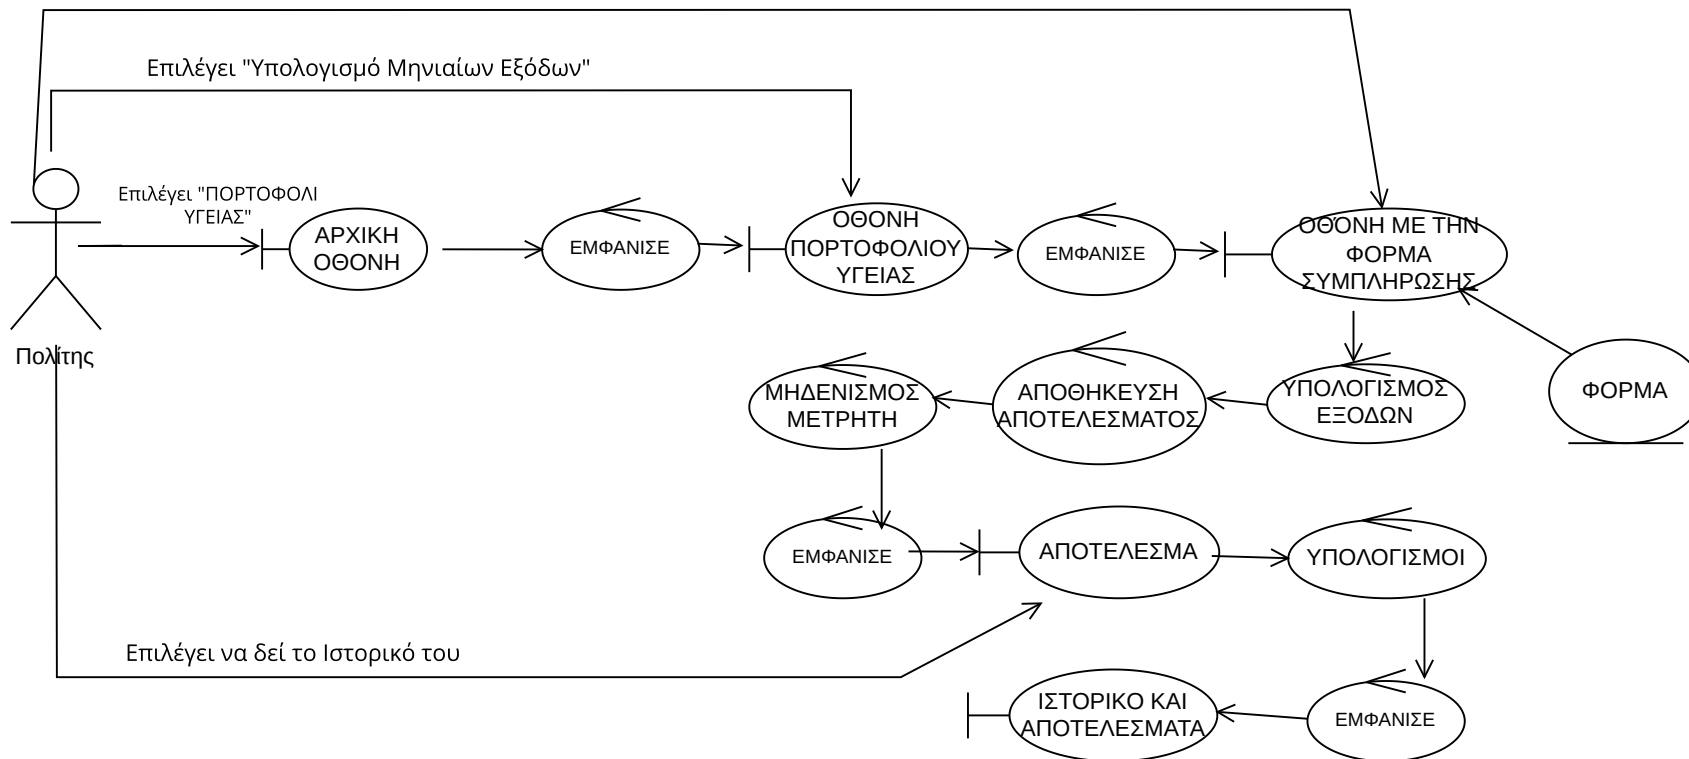 Επιλέγει "Υπολογισμό Μηνιαίων Εξόδων"
Επιλέγει "ΠΟΡΤΟΦΟΛΙ
ΥΓΕΙΑΣ"
Πολίτης
ΑΡΧΙΚΗ
ΟΘΟΝΗ
ΕΜΦΑΝΙΣΕ
ΟΘΟΝΗ
ΠΟΡΤΟΦΟΛΙΟΥ
ΥΓΕΙΑΣ
ΕΜΦΑΝΙΣΕ
ΟΘΌΝΗ ΜΕ ΤΗΝ
ΦΟΡΜΑ
ΣΥΜΠΛΗΡΩΣΗΣ
ΜΗΔΕΝΙΣΜΟΣ
ΜΕΤΡΗΤΗ
ΑΠΟΘΗΚΕΥΣΗ
ΑΠΟΤΕΛΕΣΜΑΤΟΣ
ΥΠΟΛΟΓΙΣΜΟΣ
ΕΞΟΔΩΝ
ΦΟΡΜΑ
ΕΜΦΑΝΙΣΕ
ΑΠΟΤΕΛΕΣΜΑ
ΥΠΟΛΟΓΙΣΜΟΙ
Επιλέγει να δεί το Ιστορικό του
ΙΣΤΟΡΙΚΟ ΚΑΙ
ΑΠΟΤΕΛΕΣΜΑΤΑ
ΕΜΦΑΝΙΣΕ